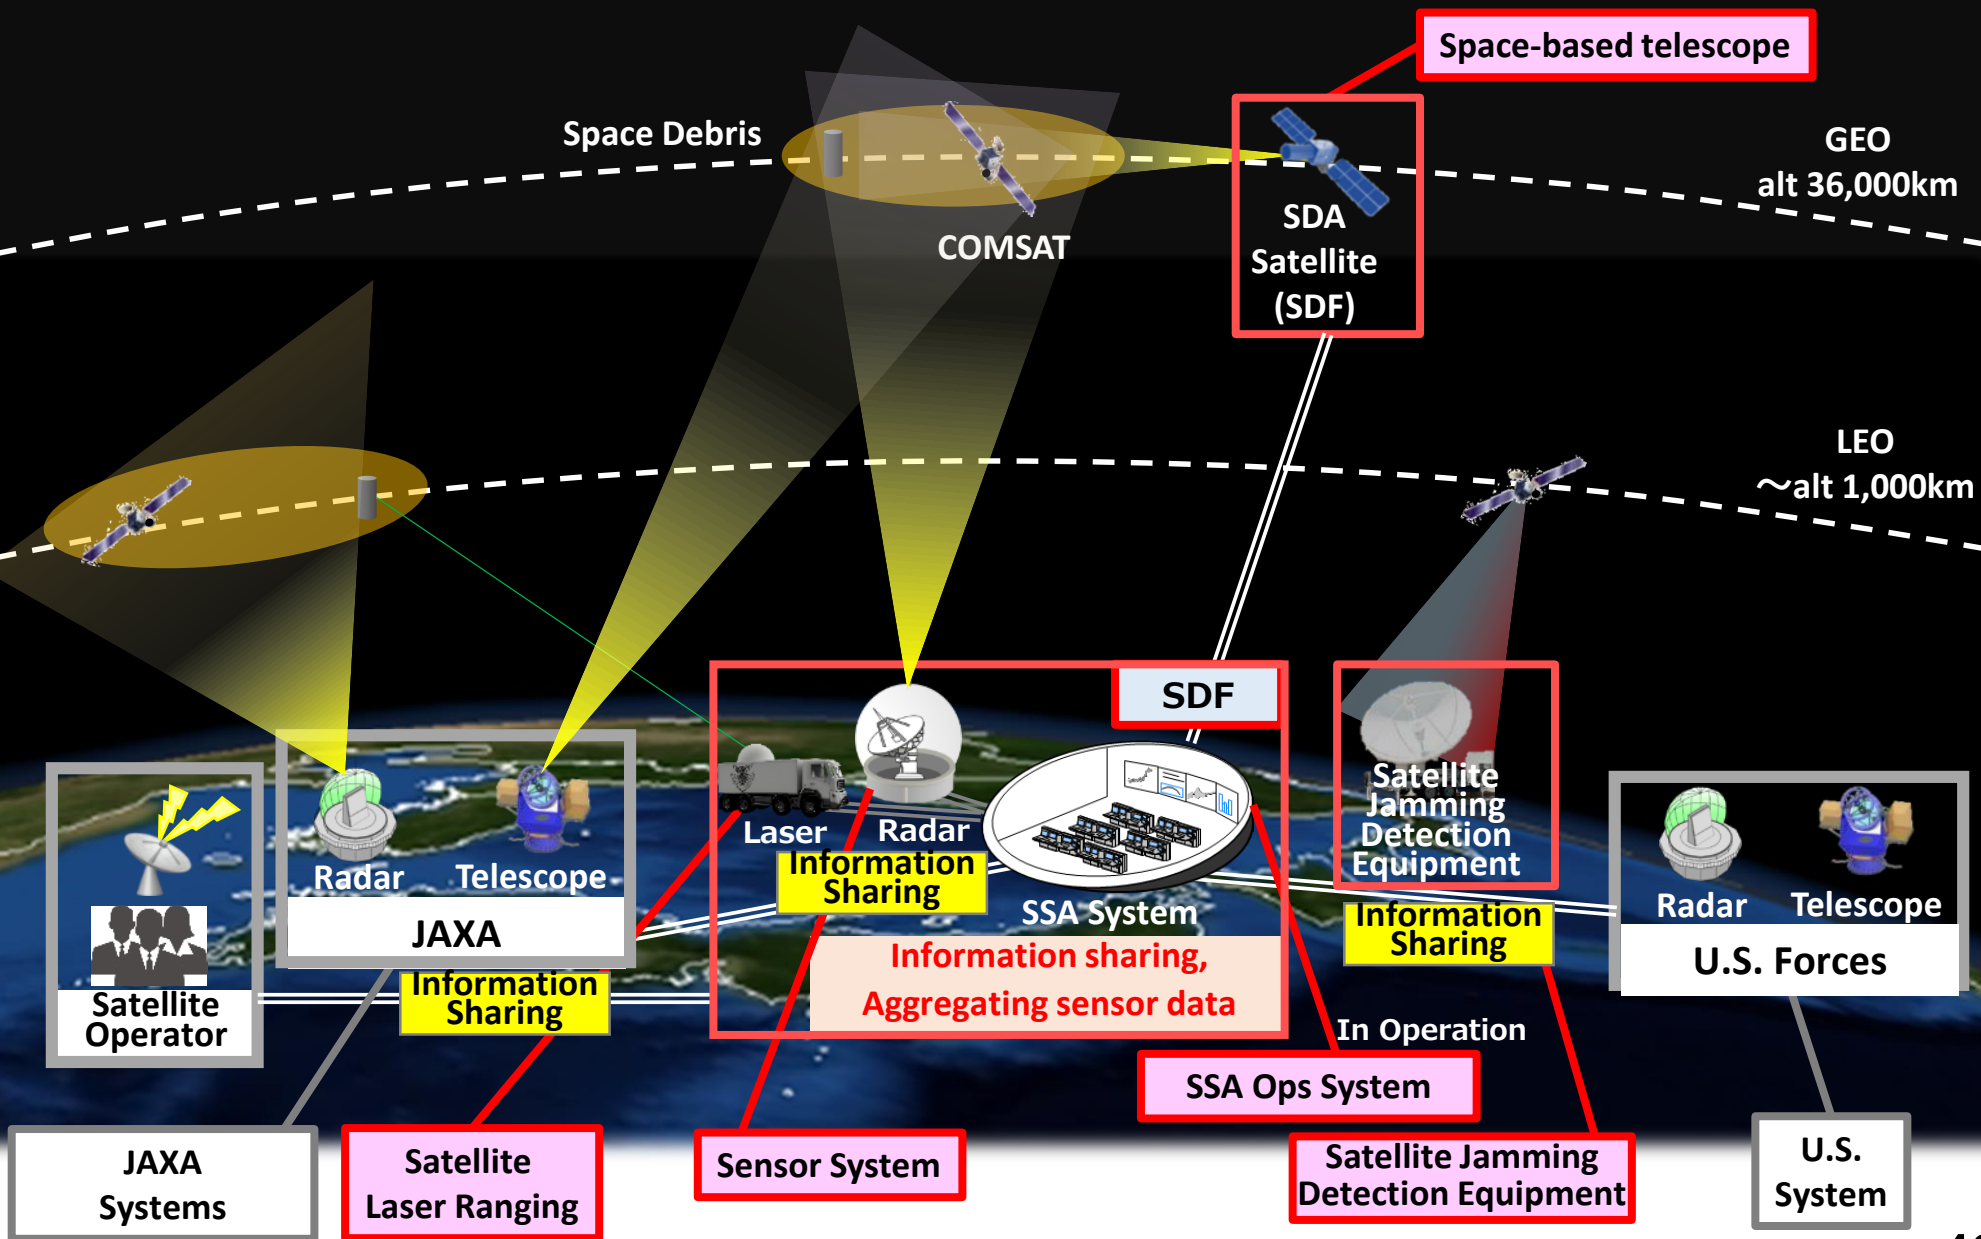 Space-based telescope
Space Debris
GEO
alt 36,000km
COMSAT
SDA
Satellite
(SDF)
LEO
～alt 1,000km
SDF
Laser
Radar
Information
Sharing
SSA System
Information sharing,
Aggregating sensor data
Satellite
Jamming
Detection
Equipment
Information
Sharing
Radar
Telescope
U.S. Forces
Radar
Telescope
JAXA
Satellite
Operator
Information
Sharing
In Operation
SSA Ops System
JAXA
Systems
Satellite
Laser Ranging
Sensor System
Satellite Jamming
Detection Equipment
U.S.
System